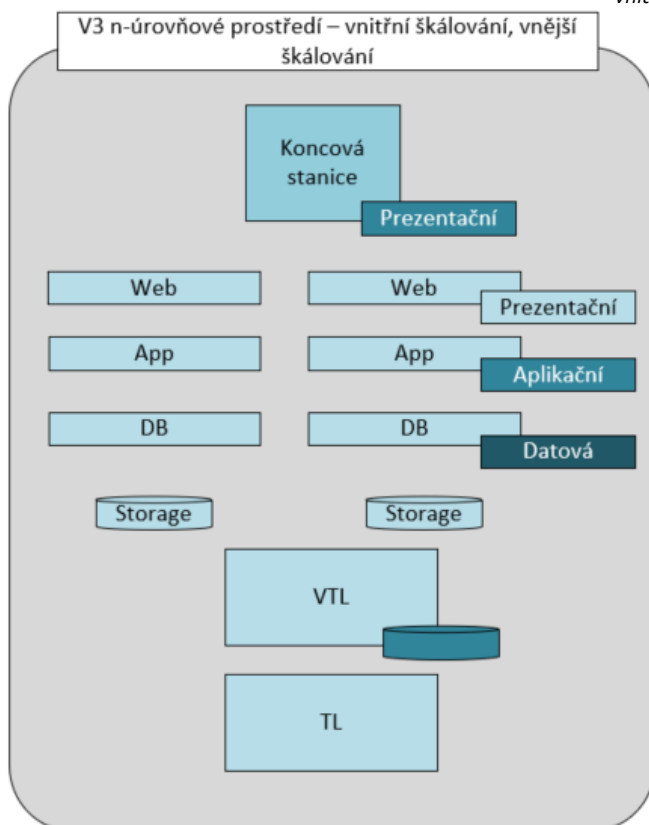 V3 n-úrovňové prostředí – vnitřní škálování, vnější
škálování
Koncová
stanice
Prezentační
Web
Web
Prezentační
App
App
Aplikační
DB
DB
Datová
Storage
Storage
VTL
TL